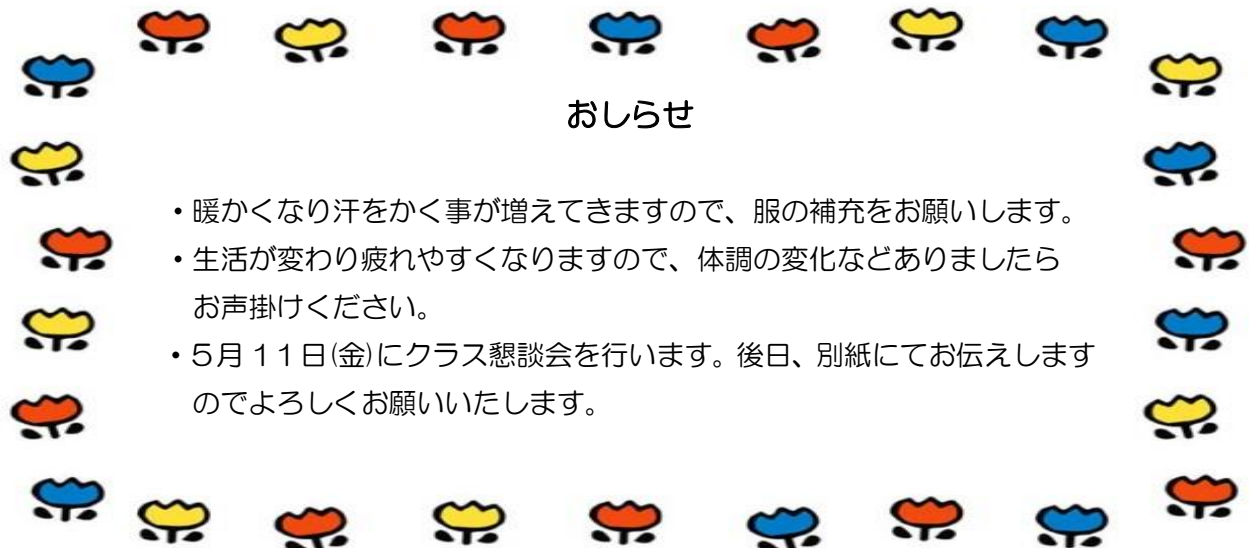 おしらせ
・暖かくなり汗をかく事が増えてきますので、服の補充をお願いします。
・生活が変わり疲れやすくなりますので、体調の変化などありましたら
お声掛けください。
・５月１１日(金)にクラス懇談会を行います。後日、別紙にてお伝えします
のでよろしくお願いいたします。